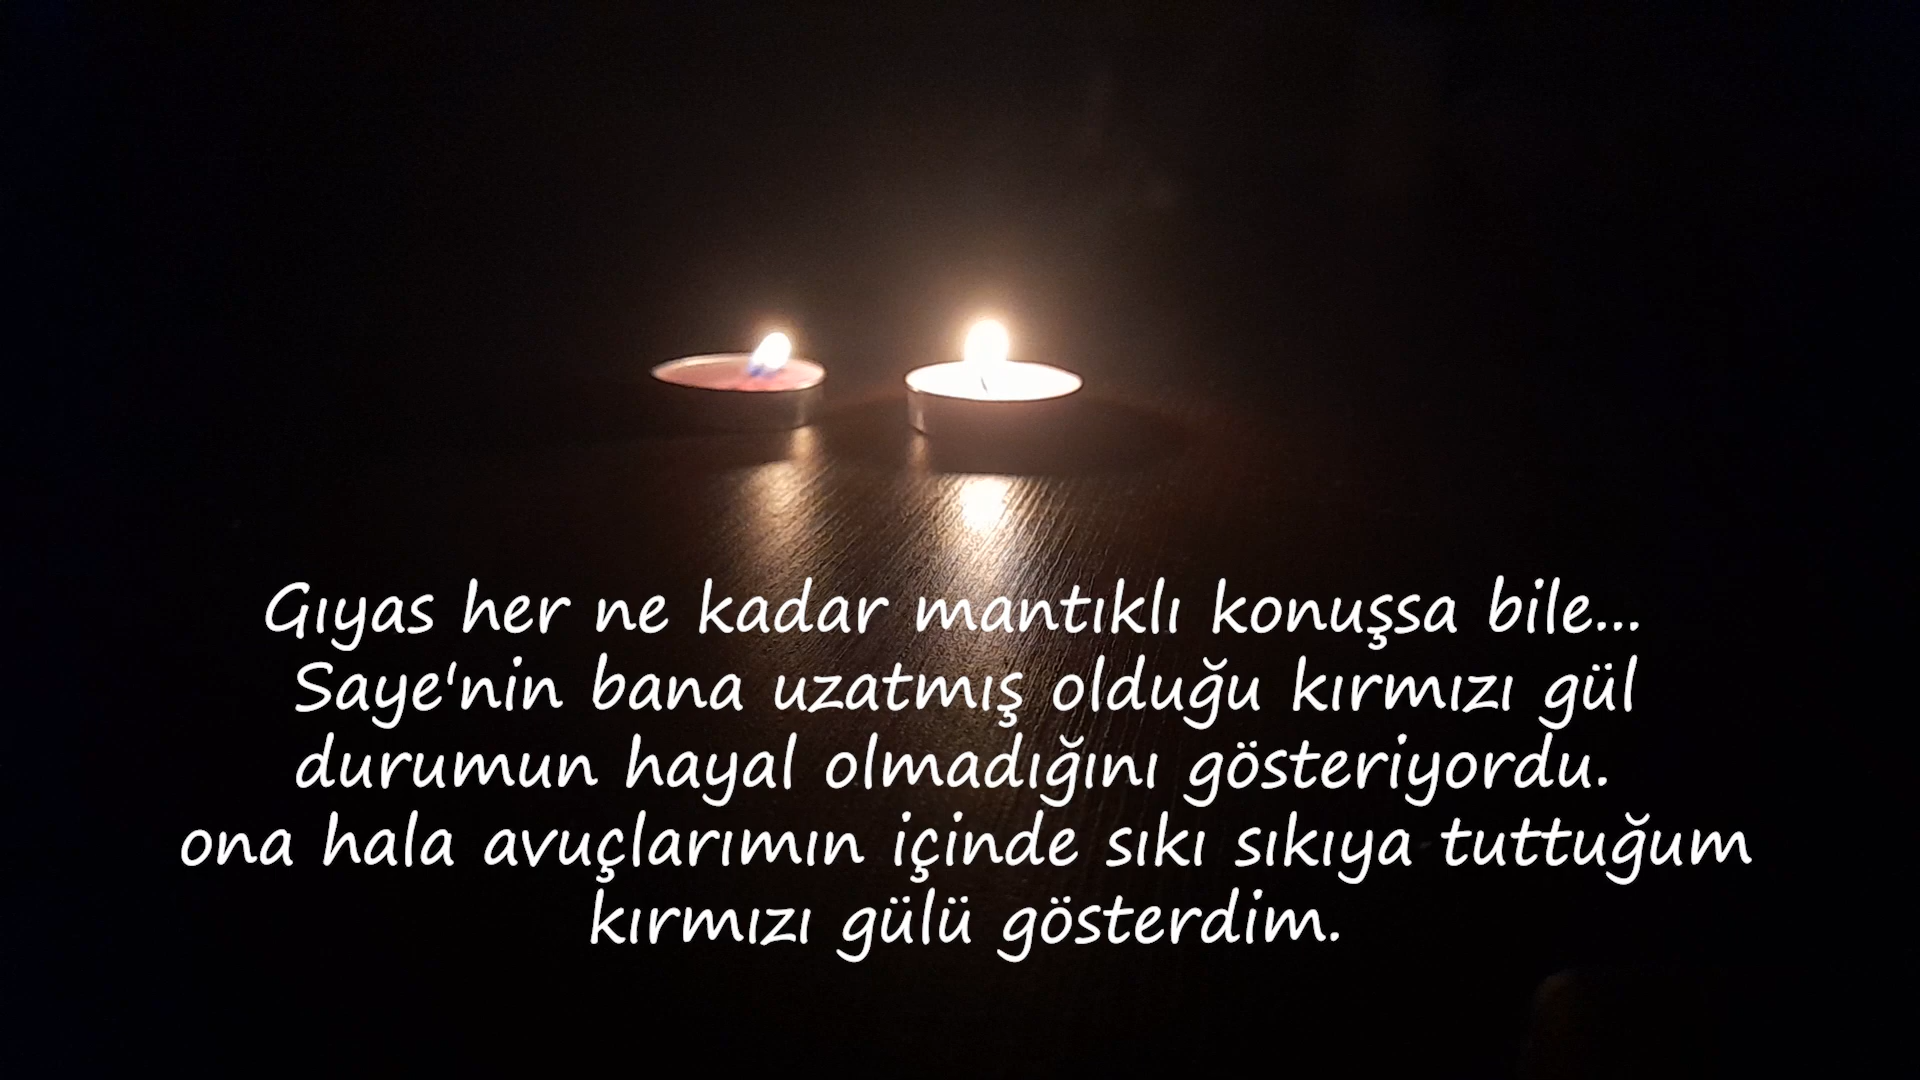 Gıyas her ne kadar mantıklı konuşsa bile...
Saye'nin bana uzatmış olduğu kırmızı gül
durumun hayal olmadığını gösteriyordu.
ona hala avuçlarımın içinde sıkı sıkıya tuttuğum
kırmızı gülü gösterdim.